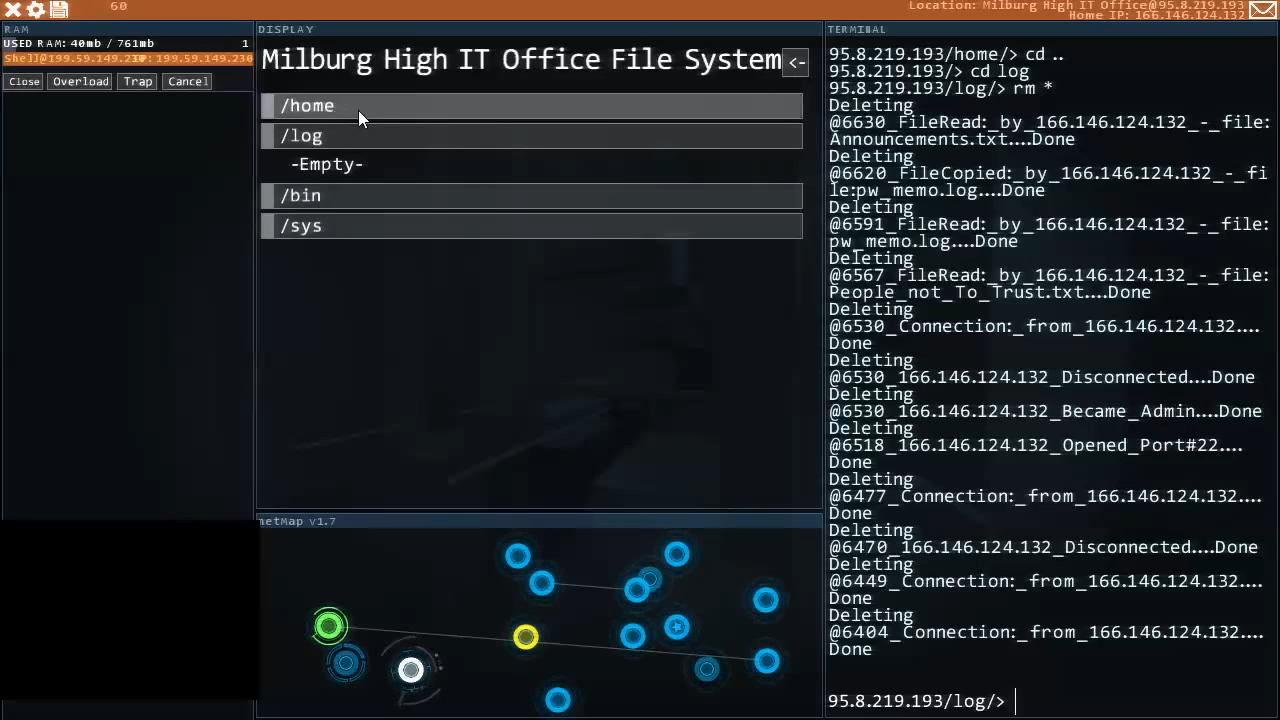 60
Location: Milburg High IT Office@95.8.219.193
Home IP: 166.146.124.132
RAM
USED RAM: 40mb / 761mb 1
Close Overload Trap Cancel
DISPLAY
Milburg High IT Office File System <-
/home
/log
-Empty-
/bin
/sys
netMap v1.7
TERMINAL
95.8.219.193/home/> cd ..
95.8.219.193/> cd log
95.8.219.193/log/> rm *
Deleting
@6630_FileRead:_by_166.146.124.132_-_file:
Announcements.txt....Done
Deleting
@6620_FileCopied:_by_166.146.124.132_-_fi
le:pw_memo.log....Done
Deleting
@6591_FileRead:_by_166.146.124.132_-_file:
pw_memo.log....Done
Deleting
@6567_FileRead:_by_166.146.124.132_-_file:
People_not_To_Trust.txt....Done
Deleting
@6530_Connection:_from_166.146.124.132....
Done
Deleting
@6530_166.146.124.132_Disconnected....Done
Deleting
@6530_166.146.124.132_Became_Admin....Done
Deleting
@6518_166.146.124.132_Opened_Port#22....
Done
Deleting
@6477_Connection:_from_166.146.124.132....
Done
Deleting
@6470_166.146.124.132_Disconnected....Done
Deleting
@6449_Connection:_from_166.146.124.132....
Done
Deleting
@6404_Connection:_from_166.146.124.132....
Done
95.8.219.193/log/>